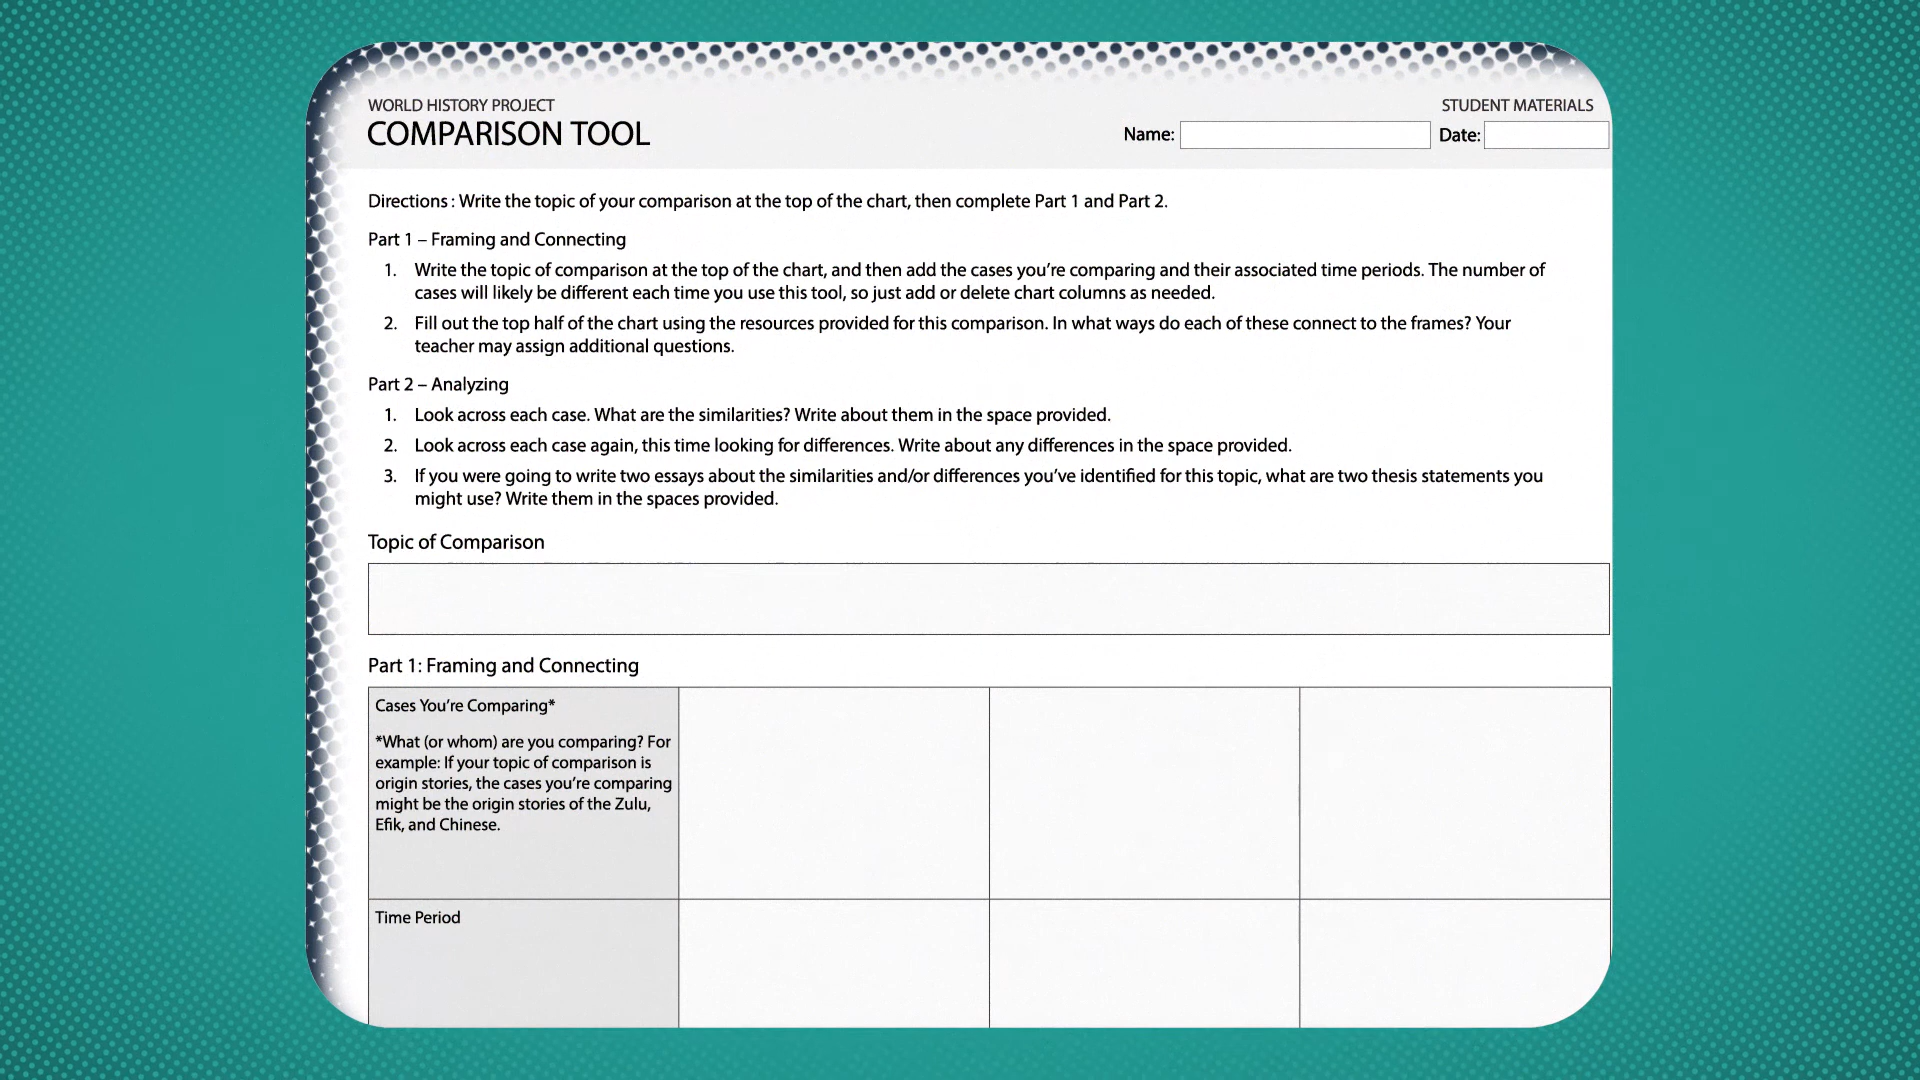 WORLD HISTORY PROJECT
STUDENT MATERIALS
COMPARISON TOOL
Name:
Date:
Directions : Write the topic of your comparison at the top of the chart, then complete Part 1 and Part 2.
Part 1 – Framing and Connecting
1. Write the topic of comparison at the top of the chart, and then add the cases you’re comparing and their associated time periods. The number of
cases will likely be different each time you use this tool, so just add or delete chart columns as needed.
2. Fill out the top half of the chart using the resources provided for this comparison. In what ways do each of these connect to the frames? Your
teacher may assign additional questions.
Part 2 – Analyzing
1. Look across each case. What are the similarities? Write about them in the space provided.
2. Look across each case again, this time looking for differences. Write about any differences in the space provided.
3. If you were going to write two essays about the similarities and/or differences you’ve identified for this topic, what are two thesis statements you
might use? Write them in the spaces provided.
Topic of Comparison
Part 1: Framing and Connecting
Cases You’re Comparing*
*What (or whom) are you comparing? For
example: If your topic of comparison is
origin stories, the cases you’re comparing
might be the origin stories of the Zulu,
Efik, and Chinese.
Time Period